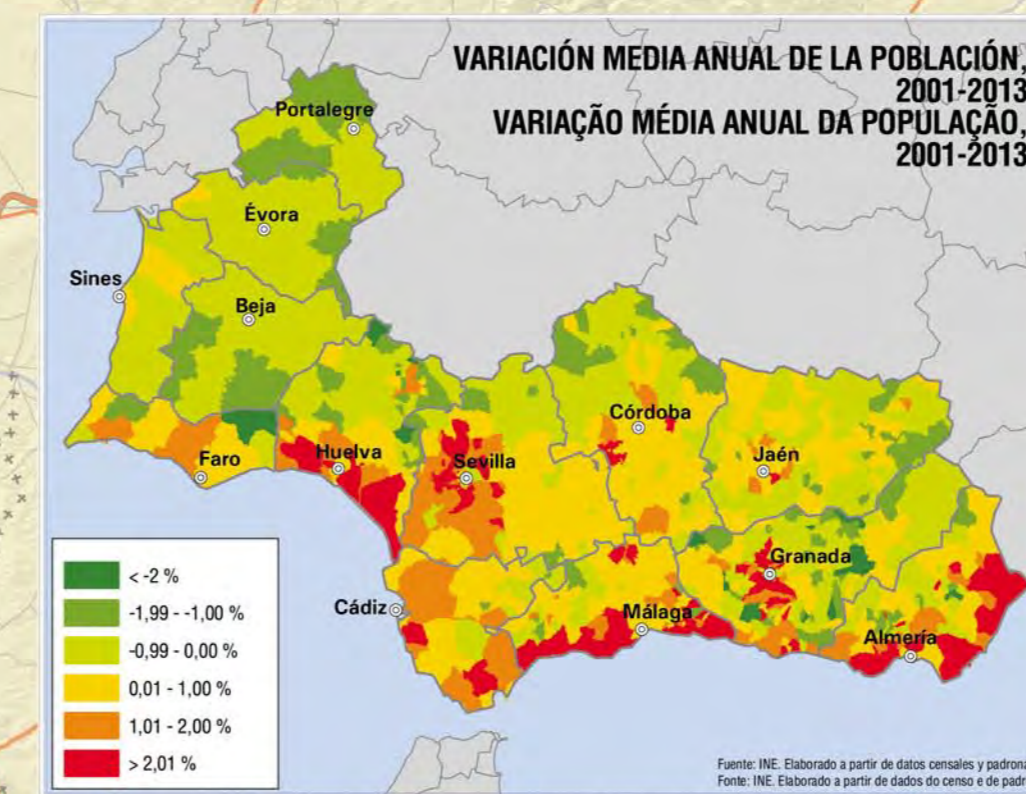 VARIACIÓN MEDIA ANUAL DE LA POBLACIÓN,
2001-2013
VARIAÇÃO MÉDIA ANUAL DA POPULAÇÃO,
2001-2013
Portalegre
Évora
Sines
Beja
Córdoba
Jaén
Faro
Huelva
Sevilla
Granada
Cádiz
Málaga
Almería
< -2 %
-1,99 - -1,00 %
-0,99 - 0,00 %
0,01 - 1,00 %
1,01 - 2,00 %
> 2,01 %
Fuente: INE. Elaborado a partir de datos censales y padrona
Fonte: INE. Elaborado a partir de dados do censo e de padr